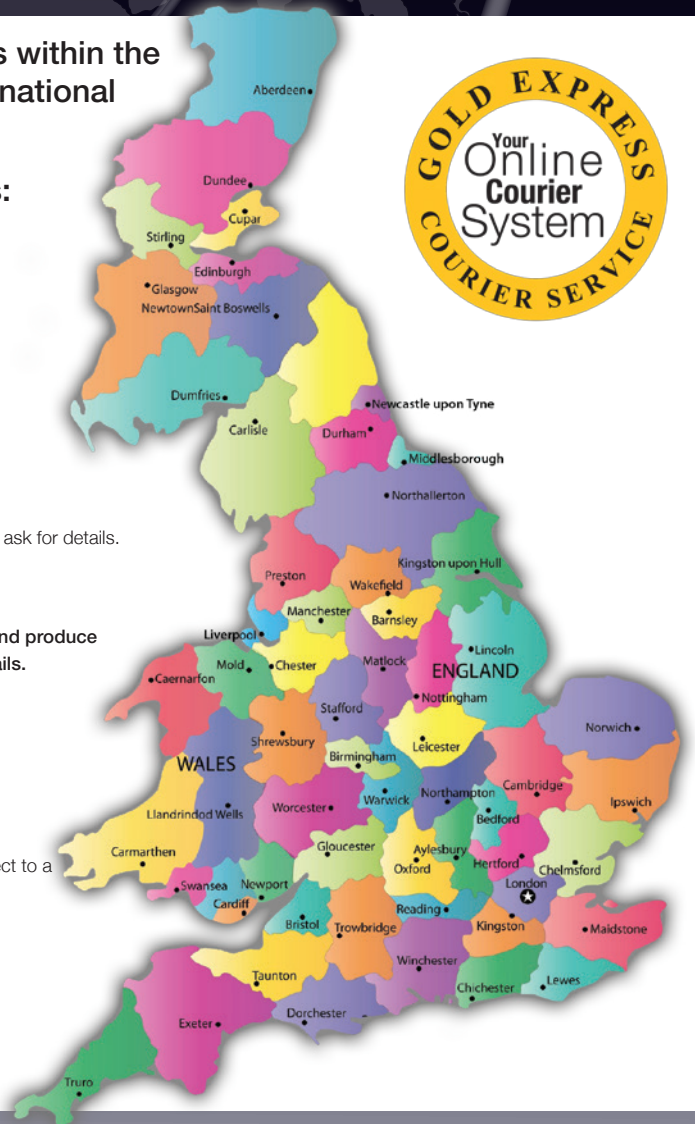 s within the
national
s:
ask for details.
nd produce
ils.
ect to a
GOLD EXPRESS
Your
Online
Courier
System
COURIER SERVICE
Aberdeen
Dundee
Cupar
Stirling
Edinburgh
Glasgow
NewtownSaint Boswells
Dumfries
Newcastle upon Tyne
Carlisle
Durham
Middlesborough
Northallerton
Kingston upon Hull
Preston
Wakefield
Manchester
Barnsley
Liverpool
Lincoln
Mold
Chester
Matlock
ENGLAND
Caernarfon
Nottingham
Stafford
Norwich
Shrewsbury
Leicester
WALES
Birmingham
Cambridge
Warwick
Northampton
Ipswich
Llandrindod Wells
Worcester
Bedford
Gloucester
Aylesbury
Carmarthen
Oxford
Hertford
Chelmsford
Swansea
Newport
London
Cardiff
Reading
Bristol
Trowbridge
Kingston
Maidstone
Winchester
Taunton
Chichester
Lewes
Exeter
Dorchester
Truro